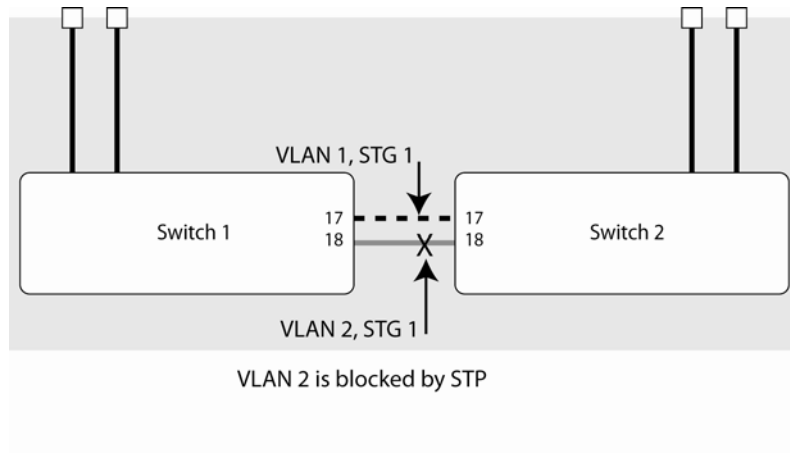 VLAN 1, STG 1
Switch 1
17
17
Switch 2
18
18
X
VLAN 2, STG 1
VLAN 2 is blocked by STP